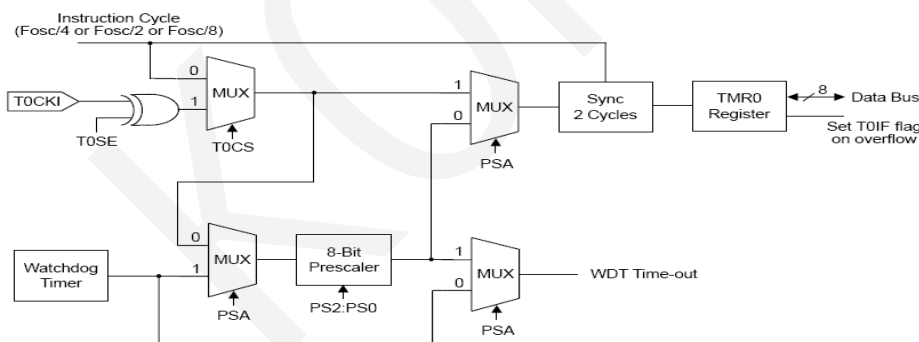 Instruction Cycle
(Fosc/4 or Fosc/2 or Fosc/8)
0
MUX
1
T0CKI
T0SE
T0CS
1
MUX
0
PSA
Sync
2 Cycles
TMR0
Register
8
Data Bus
Set T0IF flag
on overflow
0
MUX
1
Watchdog
Timer
PSA
8-Bit
Prescaler
PS2:PS0
1
MUX
0
PSA
WDT Time-out